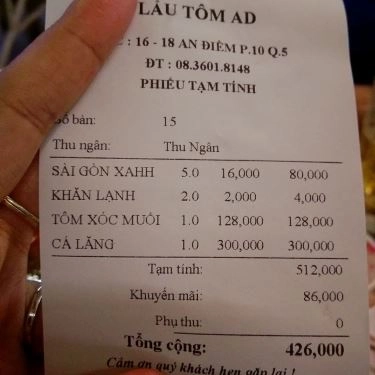 LẨU TÔM AD
: 16 - 18 AN ĐIỀM P.10 Q.5
ĐT : 08.3601.8148
PHIẾU TẠM TÍNH
Số bàn: 15
Thu ngân: Thu Ngân
SÀI GÒN XAHH 5.0 16,000 80,000
KHĂN LẠNH 2.0 2,000 4,000
TÔM XÓC MUỐI 1.0 128,000 128,000
CÁ LĂNG 1.0 300,000 300,000
Tạm tính: 512,000
Khuyến mãi: 86,000
Phụ thu: 0
Tổng cộng: 426,000
Cảm ơn quý khách hẹn gặp lại !